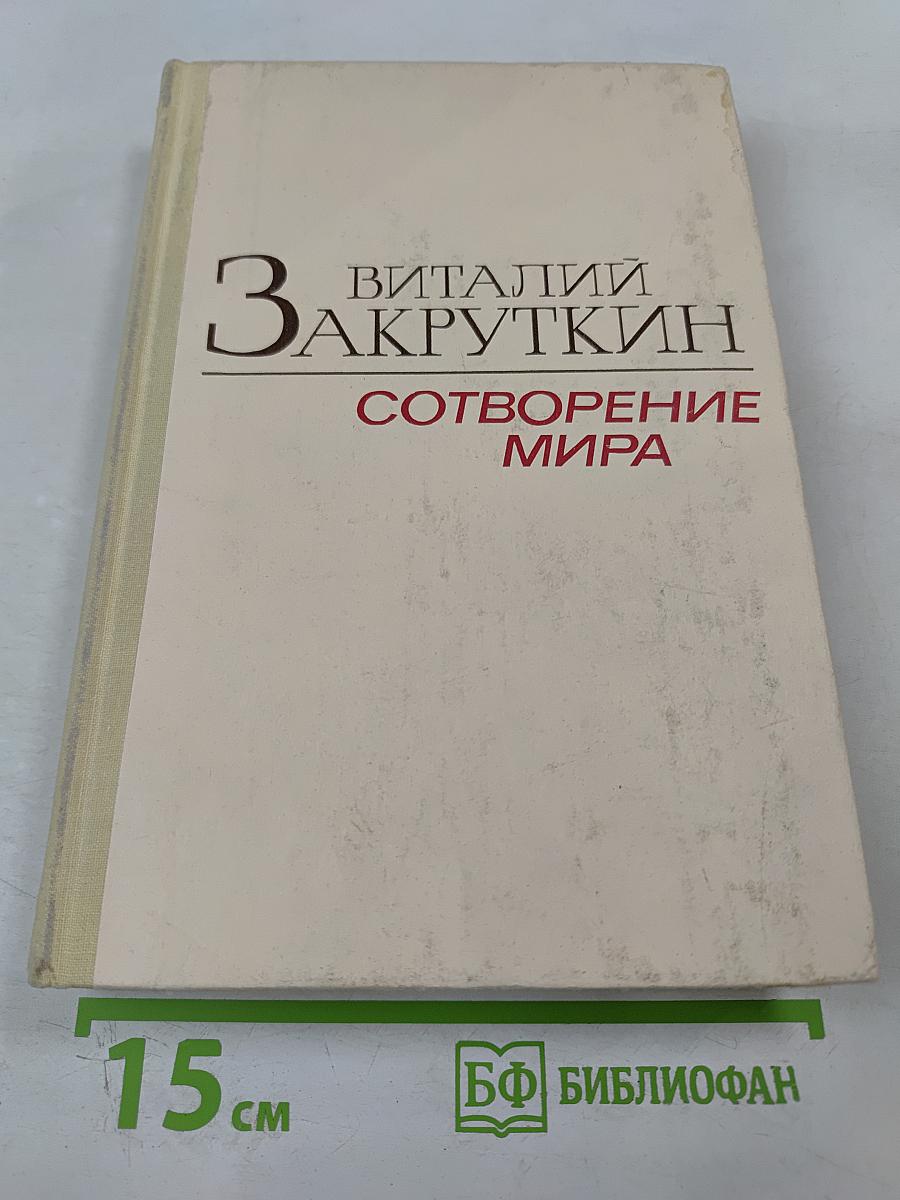 ВИТАЛИЙ
ЗАКРУТКИН
СОТВОРЕНИЕ
МИРА
15 см
БФ БИБЛИОФАН